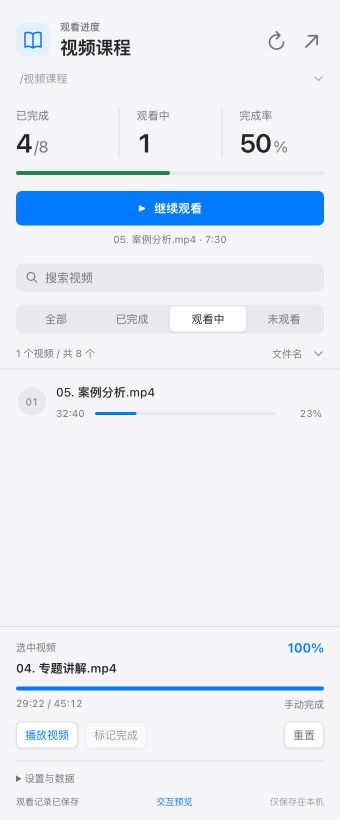 观看进度
视频课程
/视频课程
已完成 观看中 完成率
4/8 1 50%
继续观看
05. 案例分析.mp4 · 7:30
搜索视频
全部 已完成 观看中 未观看
1 个视频 / 共 8 个 文件名
01 05. 案例分析.mp4
32:40 23%
选中视频 100%
04. 专题讲解.mp4
29:22 / 45:12 手动完成
播放视频 标记完成 重置
设置与数据
观看记录已保存 交互预览 仅保存在本机